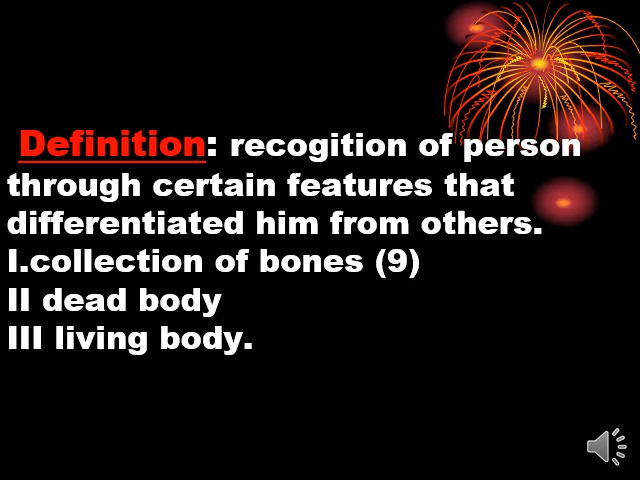 Definition: recogition of person
through certain features that
differentiated him from others.
I.collection of bones (9)
II dead body
III living body.